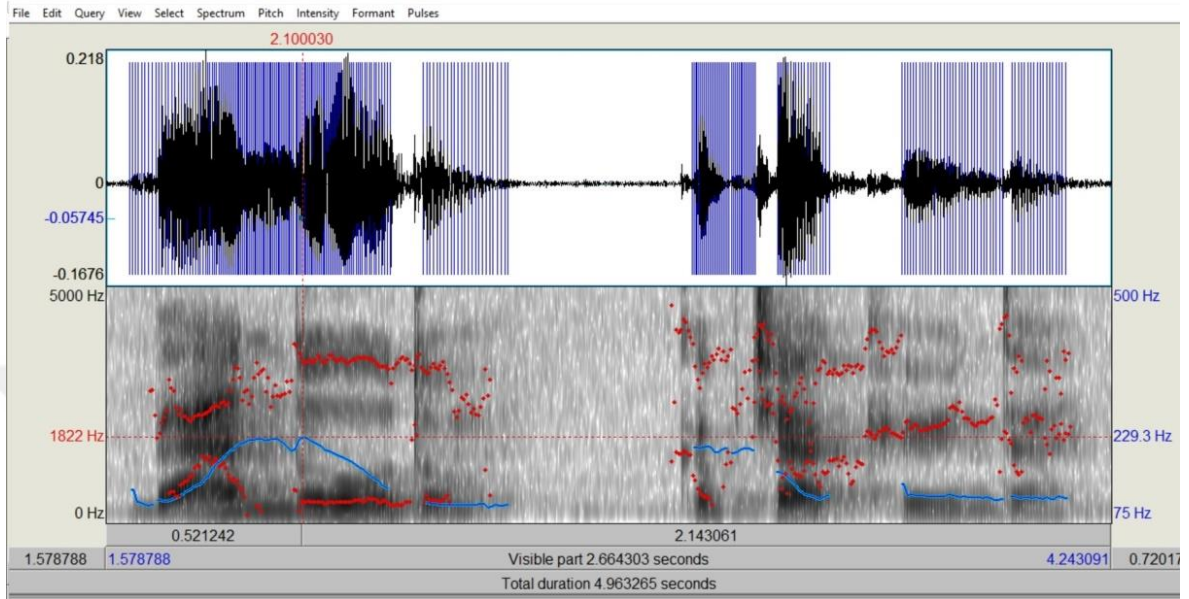 File Edit Query View Select Spectrum Pitch Intensity Formant Pulses
2.100030
0.218
0
-0.05745
-0.1676
5000 Hz 500 Hz
1822 Hz 229.3 Hz
0 Hz 75 Hz
0.521242 2.143061
1.578788 1.578788 Visible part 2.664303 seconds 4.243091 0.72017
Total duration 4.963265 seconds